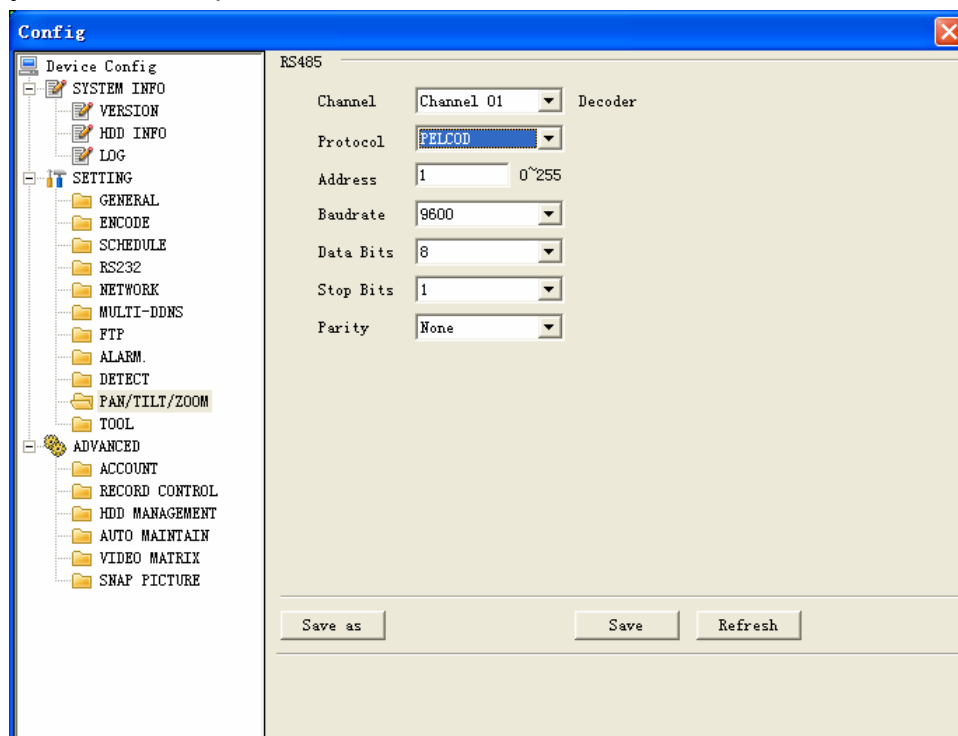 Config
Device Config
SYSTEM INFO
VERSION
HDD INFO
LOG
SETTING
GENERAL
ENCODE
SCHEDULE
RS232
NETWORK
MULTI-DDNS
FTP
ALARM.
DETECT
PAN/TILT/ZOOM
TOOL
ADVANCED
ACCOUNT
RECORD CONTROL
HDD MANAGEMENT
AUTO MAINTAIN
VIDEO MATRIX
SNAP PICTURE
RS485
Channel Channel 01 Decoder
Protocol PELCOD
Address 1 0~255
Baudrate 9600
Data Bits 8
Stop Bits 1
Parity None
Save as Save Refresh